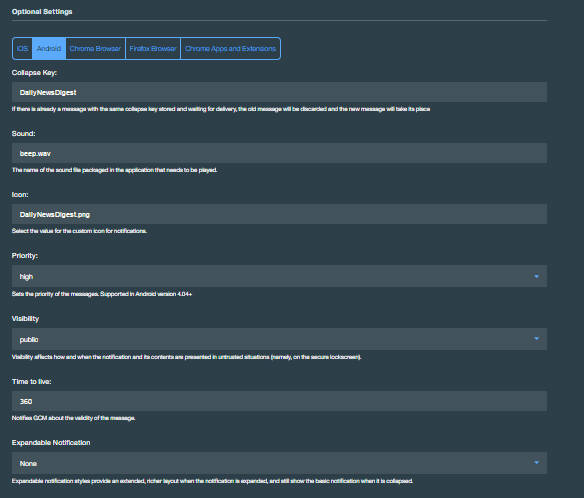 Optional Settings
iOS Android Chrome Browser Firefox Browser Chrome Apps and Extensions
Collapse Key:
DailyNewsDigest
If there is already a message with the same collapse key stored and waiting for delivery, the old message will be discarded and the new message will take its place
Sound:
beep.wav
The name of the sound file packaged in the application that needs to be played.
Icon:
DailyNewsDigest.png
Select the value for the custom icon for notifications.
Priority:
high
Sets the priority of the messages. Supported in Android version 4.04+
Visibility
public
Visibility affects how and when the notification and its contents are presented in untrusted situations (namely, on the secure lockscreen).
Time to live:
360
Notifies GCM about the validity of the message.
Expandable Notification
None
Expandable notification styles provide an extended, richer layout when the notification is expanded, and still show the basic notification when it is collapsed.